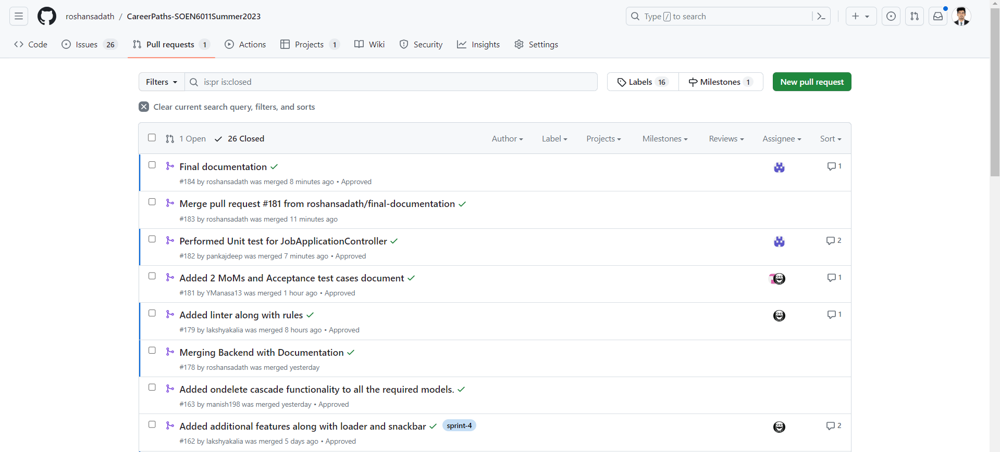 roshansadath / CareerPaths-SOEN6011Summer2023
Type / to search
Code
Issues 26
Pull requests 1
Actions
Projects 1
Wiki
Security
Insights
Settings
Filters
is:pr is:closed
Labels 16
Milestones 1
New pull request
Clear current search query, filters, and sorts
1 Open
26 Closed
Author
Label
Projects
Milestones
Reviews
Assignee
Sort
Final documentation
1
#184 by roshansadath was merged 8 minutes ago • Approved
Merge pull request #181 from roshansadath/final-documentation
#183 by roshansadath was merged 11 minutes ago
Performed Unit test for JobApplicationController
2
#182 by pankajdeep was merged 7 minutes ago • Approved
Added 2 MoMs and Acceptance test cases document
1
#181 by YManasa13 was merged 1 hour ago • Approved
Added linter along with rules
1
#179 by lakshyakalia was merged 8 hours ago • Approved
Merging Backend with Documentation
#178 by roshansadath was merged yesterday
Added ondelete cascade functionality to all the required models.
#163 by manish198 was merged yesterday • Approved
Added additional features along with loader and snackbar sprint-4
2
#162 by lakshyakalia was merged 5 days ago • Approved